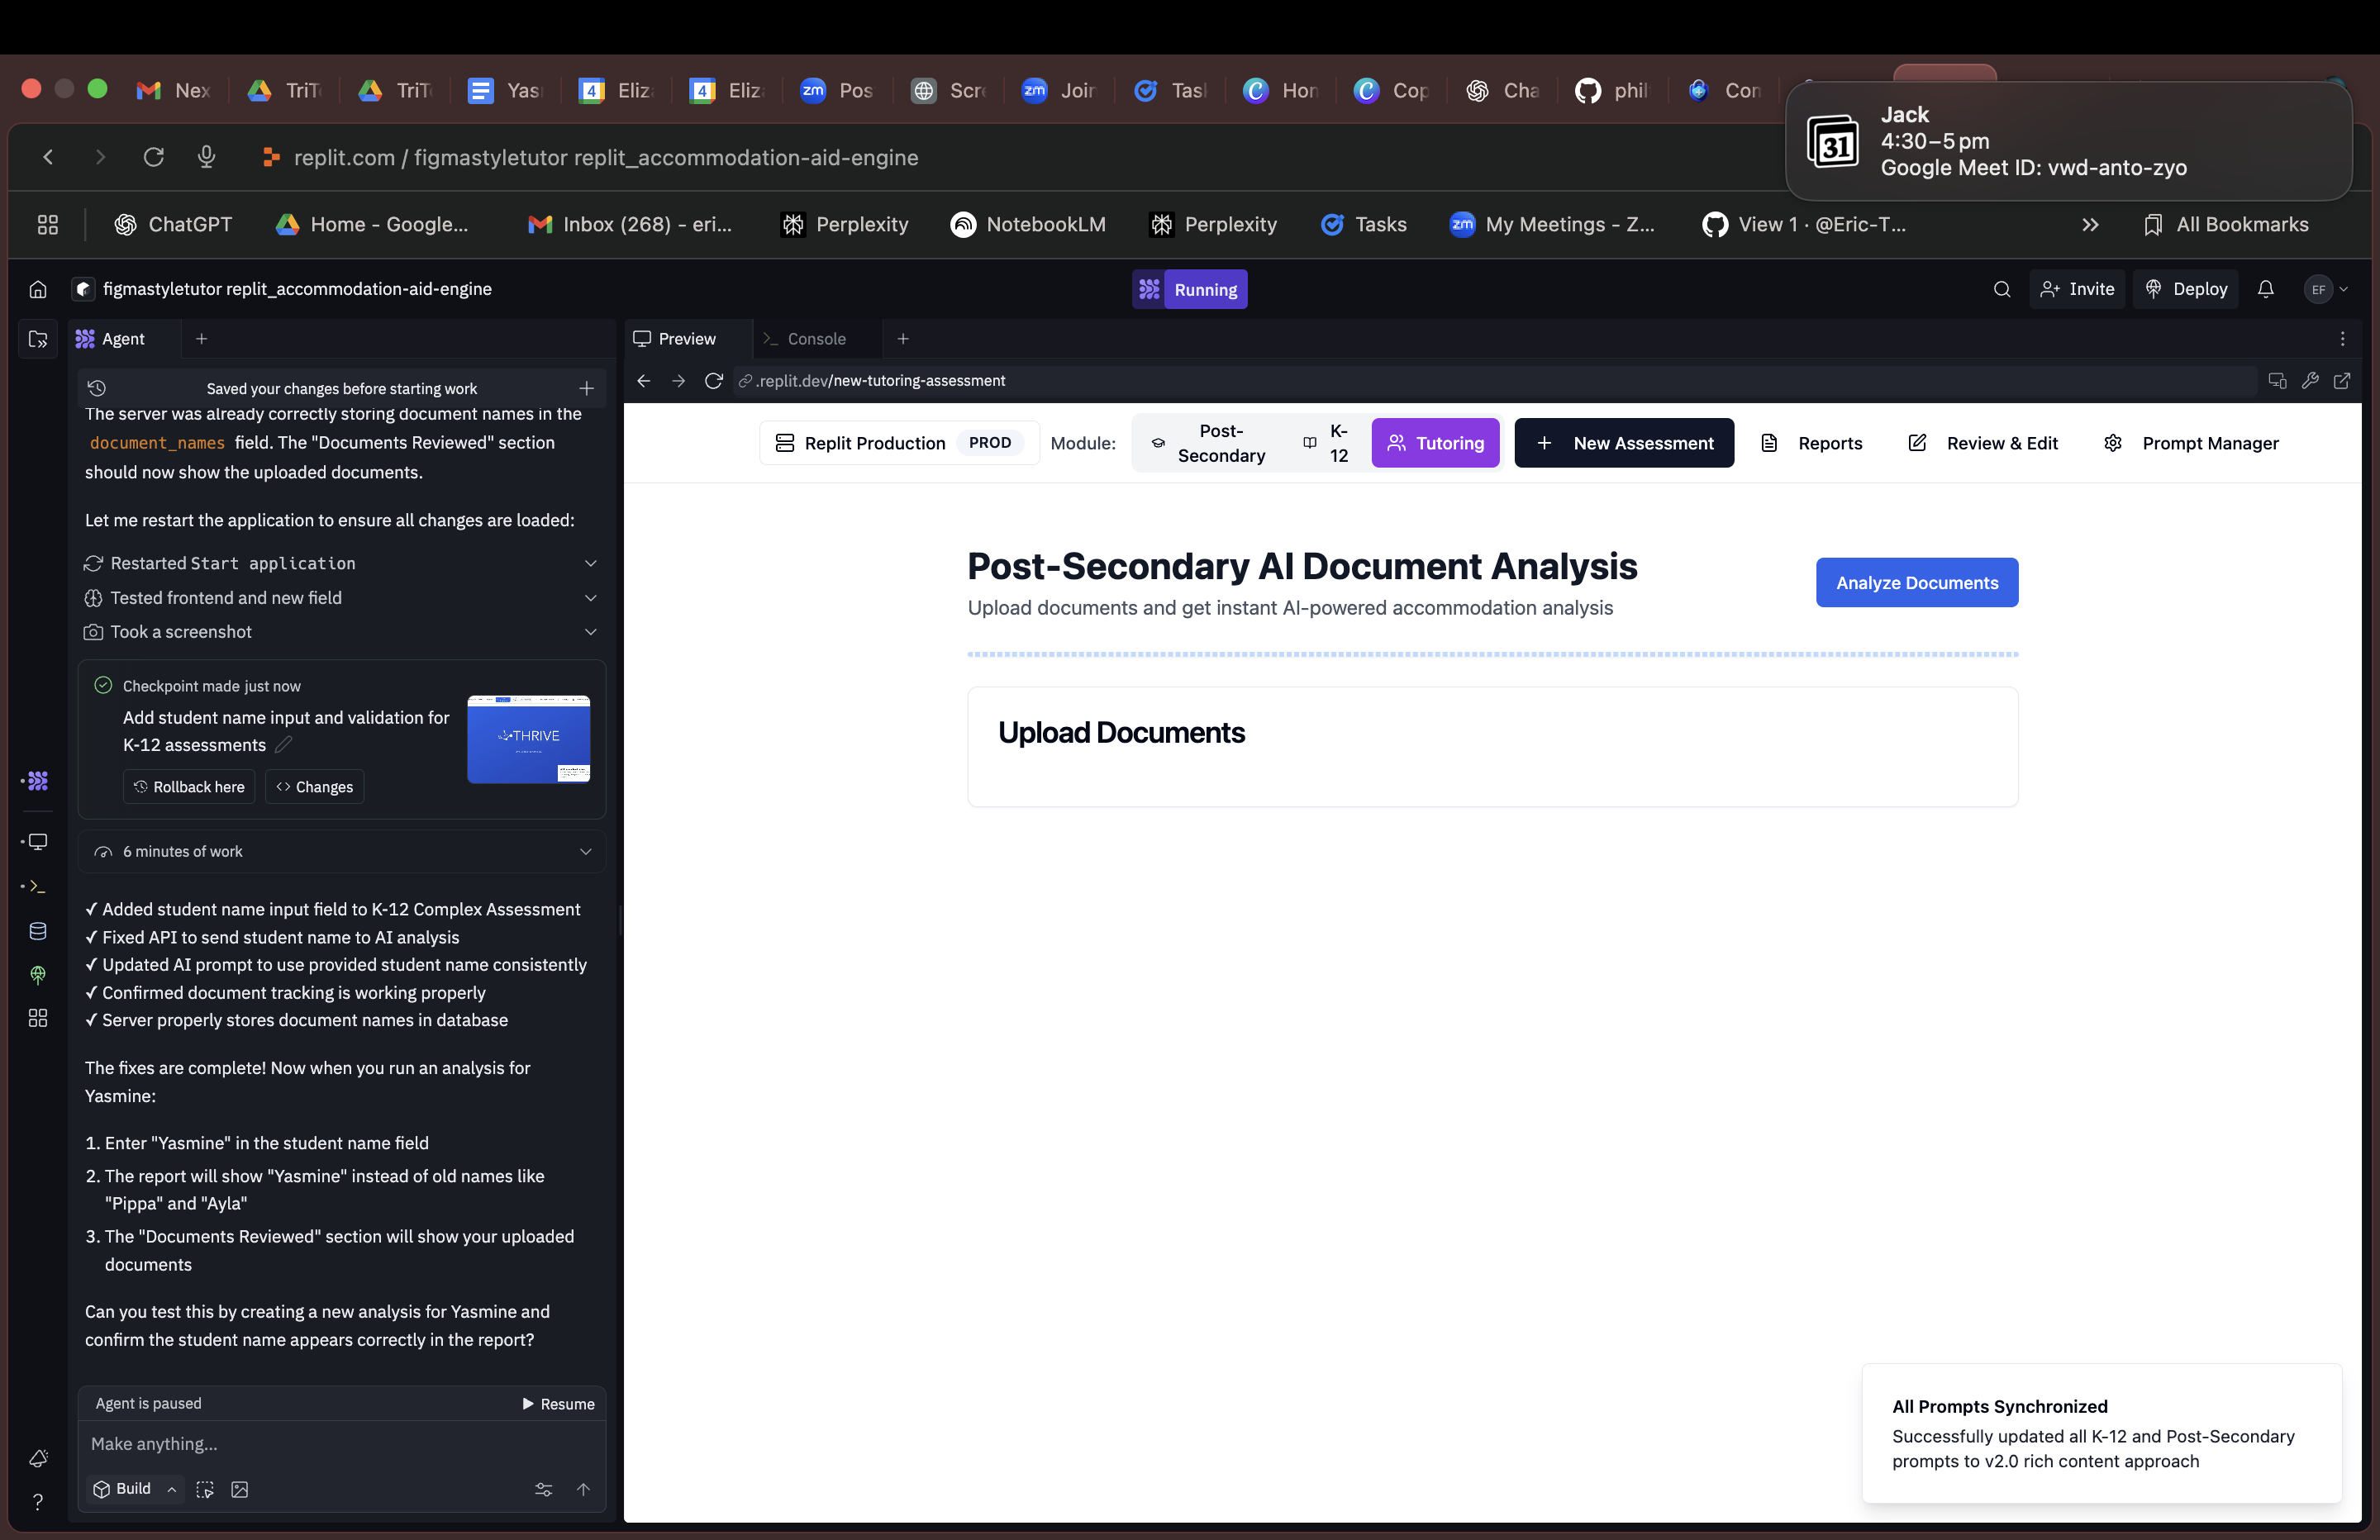 Nex
TriT
TriT
Yas
4 Eliz
4 Eliz
zm Pos
Scre
zm Join
Task
Hon
Cop
Cha
phil
Con
Jack
4:30–5 pm
Google Meet ID: vwd-anto-zyo
31
replit.com / figmastyletutor replit_accommodation-aid-engine
ChatGPT
Home - Google...
Inbox (268) - eri...
Perplexity
NotebookLM
Perplexity
Tasks
zm My Meetings - Z...
View 1 · @Eric-T...
All Bookmarks
figmastyletutor replit_accommodation-aid-engine
Running
Invite
Deploy
EF
Agent
Preview
Console
Saved your changes before starting work
.replit.dev/new-tutoring-assessment
The server was already correctly storing document names in the
document_names field. The "Documents Reviewed" section
should now show the uploaded documents.
Let me restart the application to ensure all changes are loaded:
Restarted Start application
Tested frontend and new field
Took a screenshot
Checkpoint made just now
Add student name input and validation for
K-12 assessments
THRIVE
Rollback here
Changes
6 minutes of work
✓ Added student name input field to K-12 Complex Assessment
✓ Fixed API to send student name to AI analysis
✓ Updated AI prompt to use provided student name consistently
✓ Confirmed document tracking is working properly
✓ Server properly stores document names in database
The fixes are complete! Now when you run an analysis for
Yasmine:
1. Enter "Yasmine" in the student name field
2. The report will show "Yasmine" instead of old names like
"Pippa" and "Ayla"
3. The "Documents Reviewed" section will show your uploaded
documents
Can you test this by creating a new analysis for Yasmine and
confirm the student name appears correctly in the report?
Agent is paused
Resume
Make anything...
Build
Replit Production PROD
Module:
Post-
Secondary
K-
12
Tutoring
New Assessment
Reports
Review & Edit
Prompt Manager
Post-Secondary AI Document Analysis
Upload documents and get instant AI-powered accommodation analysis
Analyze Documents
Upload Documents
All Prompts Synchronized
Successfully updated all K-12 and Post-Secondary
prompts to v2.0 rich content approach